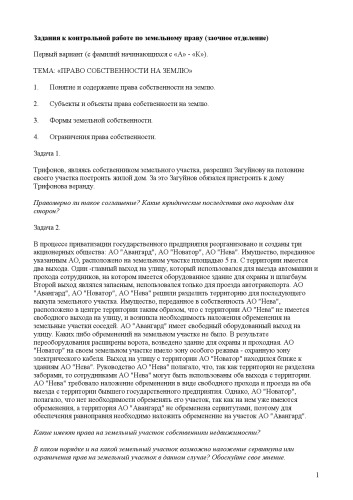 Задания к контрольной работе по земельному праву (заочное отделение)
Первый вариант (с фамилий начинающихся с «А» - «К»).
ТЕМА: «ПРАВО СОБСТВЕННОСТИ НА ЗЕМЛЮ»
1. Понятие и содержание права собственности на землю.
2. Субъекты и объекты права собственности на землю.
3. Формы земельной собственности.
4. Ограничения права собственности.
Задача 1.
Трифонов, являясь собственником земельного участка, разрешил Загуйнову на половине
своего участка построить жилой дом. За это Загуйнов обязался пристроить к дому
Трифонова веранду.
Правомерно ли такое соглашение? Какие юридические последствия оно породит для
сторон?
Задача 2.
В процессе приватизации государственного предприятия реорганизовано и созданы три
акционерных общества: АО "Авангард", АО "Новатор", АО "Нева". Имущество, переданное
указанным АО, расположено на земельном участке площадью 5 га. С территории имеется
два выхода. Один -главный выход на улицу, который использовался для выезда автомашин и
прохода сотрудников, на котором имеется оборудованное здание для охраны и шлагбаум.
Второй выход являлся запасным, использовался только для проезда автотранспорта. АО
"Авангард", АО "Новатор", АО "Нева" решили разделить территорию для последующего
выкупа земельного участка. Имущество, переданное в собственность АО "Нева",
расположено в центре территории таким образом, что с территории АО "Нева" не имеется
свободного выхода на улицу, и возникла необходимость наложения обременения на
земельные участки соседей. АО "Авангард" имеет свободный оборудованный выход на
улицу. Каких либо обременений на земельном участке не было. В результате
переоборудования расширены ворота, возведено здание для охраны и проходная. АО
"Новатор" на своем земельном участке имело зону особого режима - охранную зону
электрического кабеля. Выход на улицу с территории АО "Новатор" находился ближе к
зданиям АО "Нева". Руководство АО "Нева" полагало, что, так как территории не разделена
заборами, то сотрудниками АО "Нева" могут быть использованы оба выхода с территории.
АО "Нева" требовало наложение обременения в виде свободного прохода и проезда на оба
выезда с территории бывшего государственного предприятия. Однако, АО "Новатор",
полагало, что нет необходимости обременять его участок, так как на нем уже имеются
обременения, а территория АО "Авангард" не обременена сервитутами, поэтому для
обеспечения равноправия необходимо наложить обременение на участок АО "Авангард".
Какие имеют права на земельный участок собственники недвижимости?
В каком порядке и на какой земельный участок возможно наложение сервитута или
ограничения прав на земельный участок в данном случае? Обоснуйте свое мнение.
1